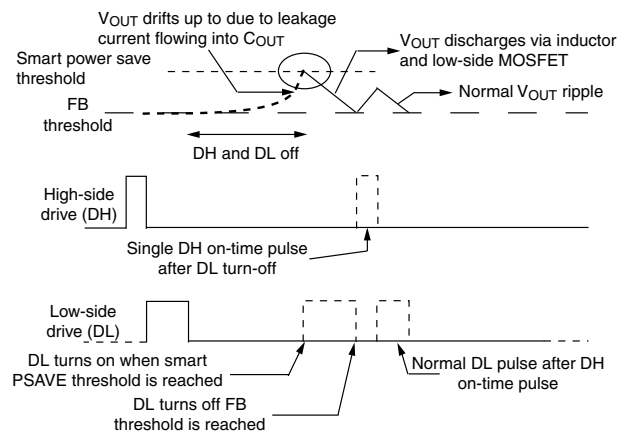 VOUT drifts up to due to leakage
current flowing into COUT
Smart power save
threshold
VOUT discharges via inductor
and low-side MOSFET
FB
threshold
Normal VOUT ripple
DH and DL off
High-side
drive (DH)
Single DH on-time pulse
after DL turn-off
Low-side
drive (DL)
DL turns on when smart
PSAVE threshold is reached
Normal DL pulse after DH
on-time pulse
DL turns off FB
threshold is reached